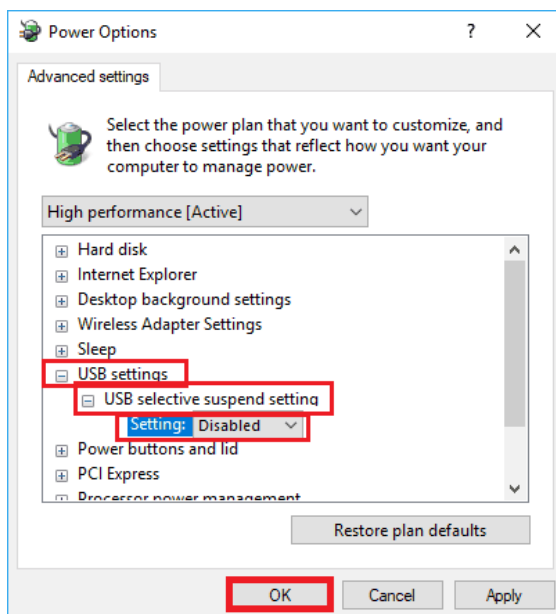 Power Options
Advanced settings
Select the power plan that you want to customize, and
then choose settings that reflect how you want your
computer to manage power.
High performance [Active]
Hard disk
Internet Explorer
Desktop background settings
Wireless Adapter Settings
Sleep
USB settings
USB selective suspend setting
Setting: Disabled
Power buttons and lid
PCI Express
Processor power management
Restore plan defaults
OK Cancel Apply